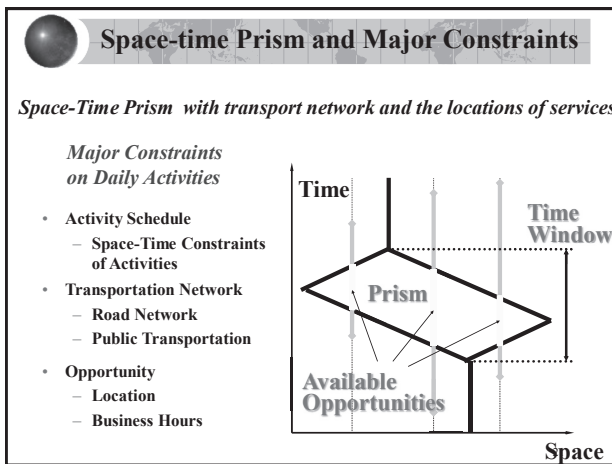 Space-time Prism and Major Constraints
Space-Time Prism with transport network and the locations of services
Major Constraints
on Daily Activities
• Activity Schedule
– Space-Time Constraints
of Activities
• Transportation Network
– Road Network
– Public Transportation
• Opportunity
– Location
– Business Hours
Time
Time
Window
Prism
Available
Opportunities
Space